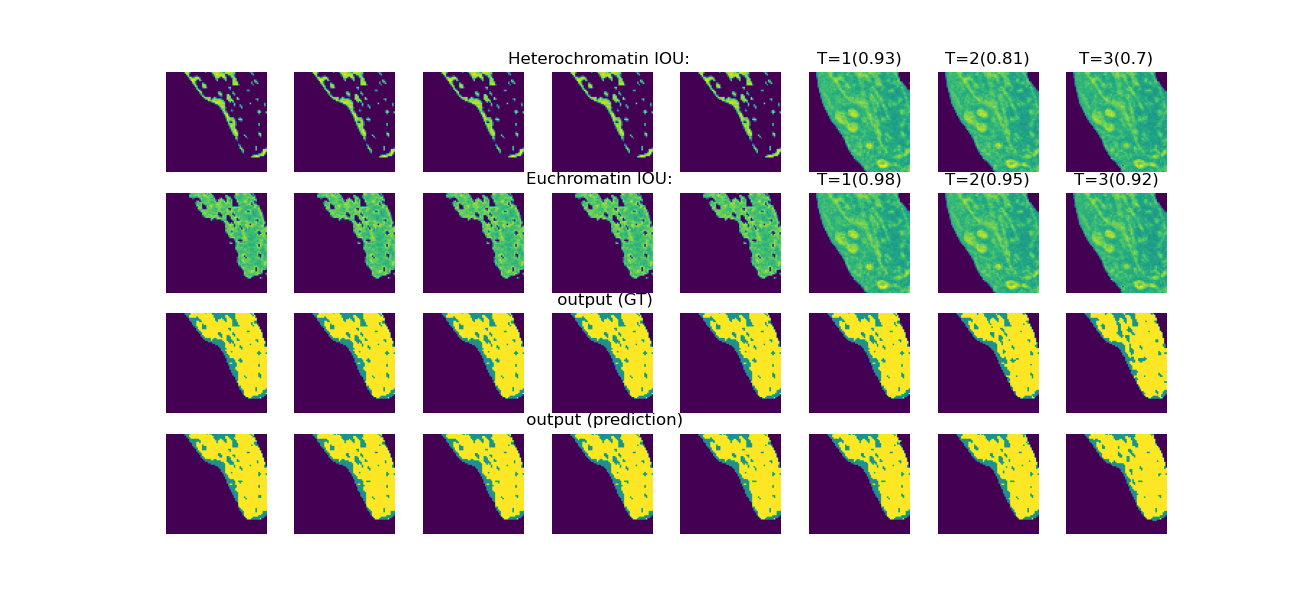 Heterochromatin IOU: T=1(0.93) T=2(0.81) T=3(0.7)
Euchromatin IOU: T=1(0.98) T=2(0.95) T=3(0.92)
output (GT)
output (prediction)